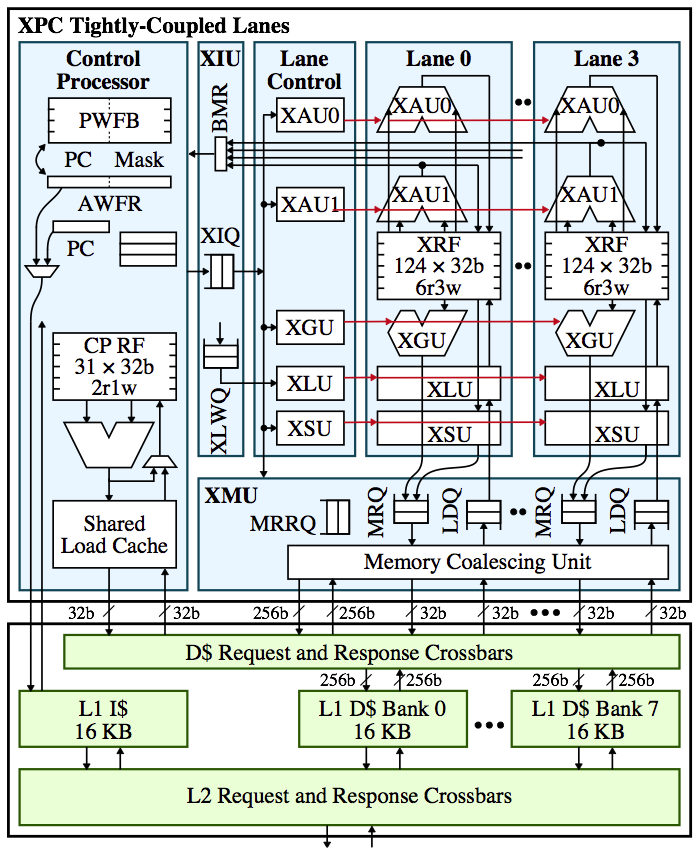 XPC Tightly-Coupled Lanes
Control
Processor
PWFB
PC Mask
AWFR
PC
CP RF
31 × 32b
2r1w
Shared
Load Cache
XIU
BMR
XIQ
XLWQ
Lane
Control
XAU0
XAU1
XGU
XLU
XSU
Lane 0
XAU0
XAU1
XRF
124 × 32b
6r3w
XGU
XLU
XSU
Lane 3
XAU0
XAU1
XRF
124 × 32b
6r3w
XGU
XLU
XSU
XMU
MRRQ
MRQ
LDQ
MRQ
LDQ
Memory Coalescing Unit
32b 32b 256b 256b 32b 32b 32b 32b
D$ Request and Response Crossbars
256b 256b 256b 256b
L1 I$
16 KB
L1 D$ Bank 0
16 KB
L1 D$ Bank 7
16 KB
L2 Request and Response Crossbars